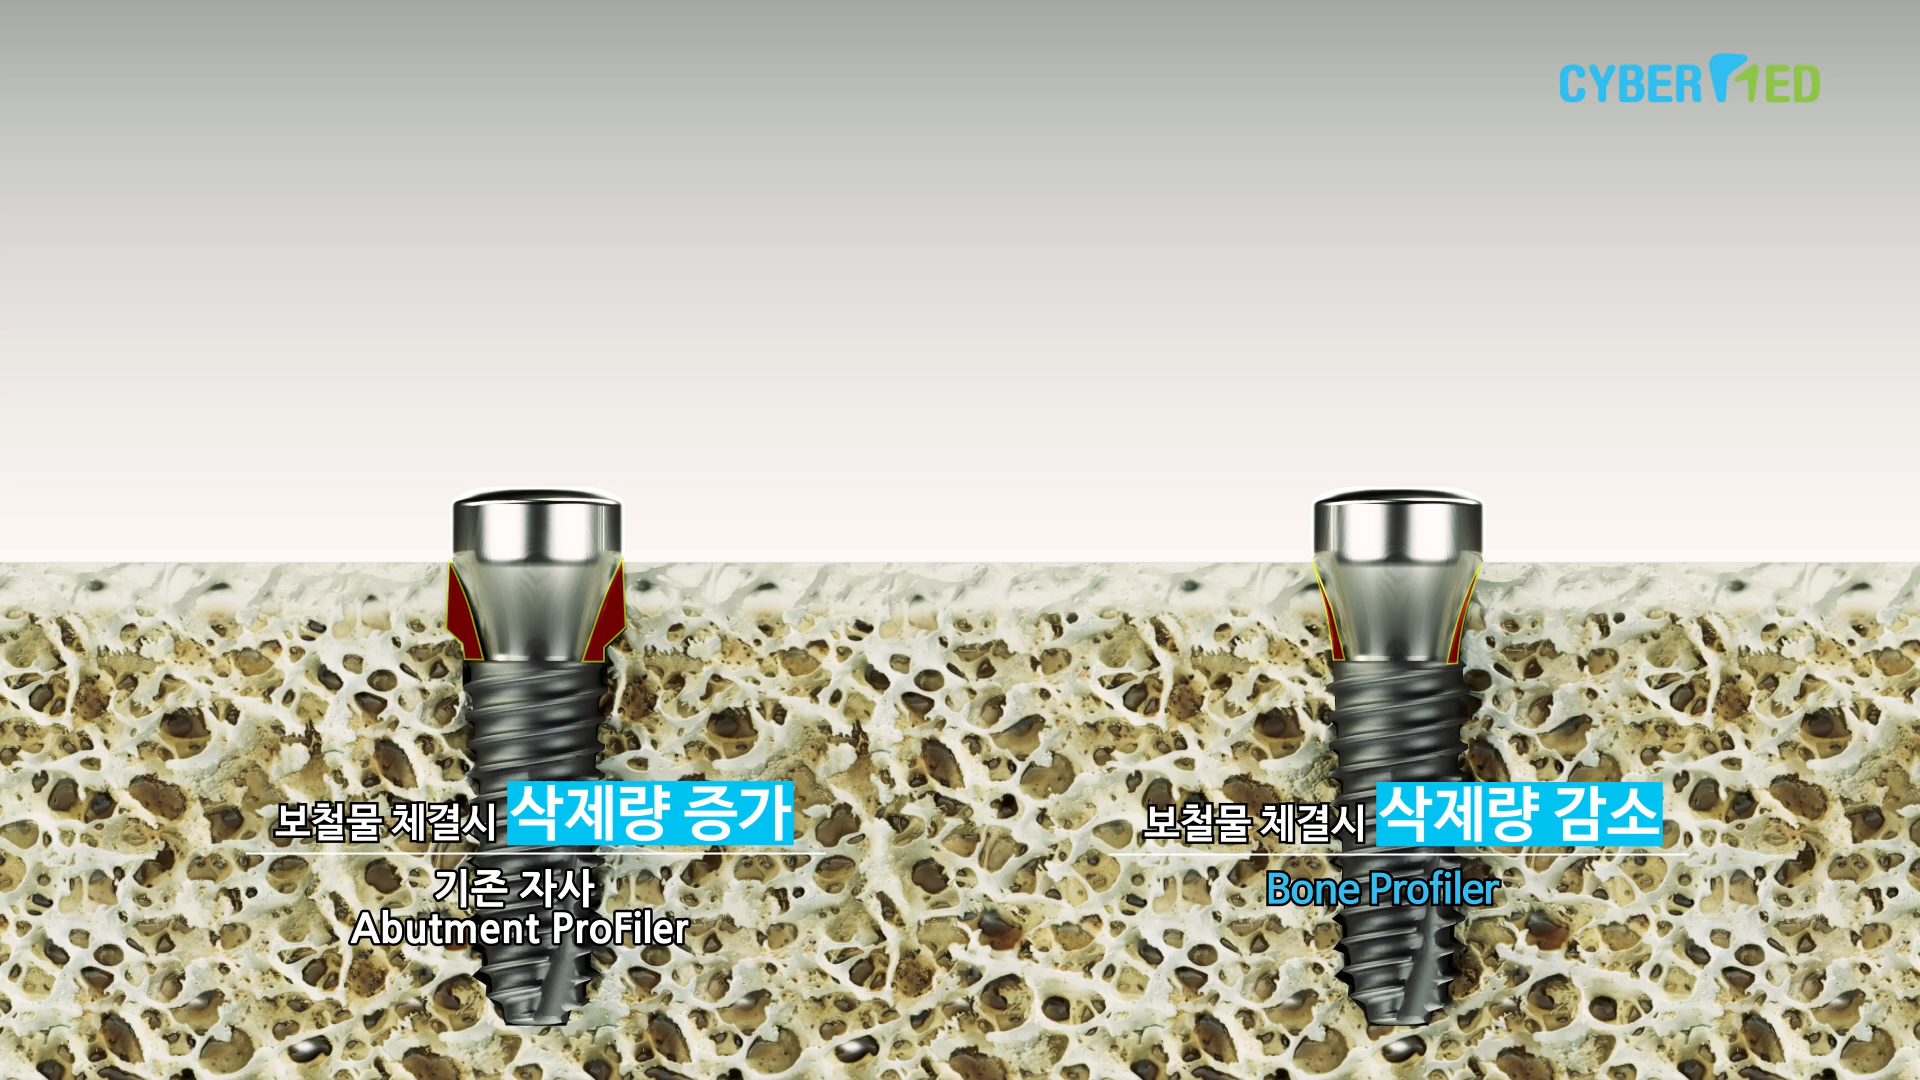 CYBERMED
보철물 체결시 삭제량 증가
기존 자사
Abutment ProFiler
보철물 체결시 삭제량 감소
Bone Profiler